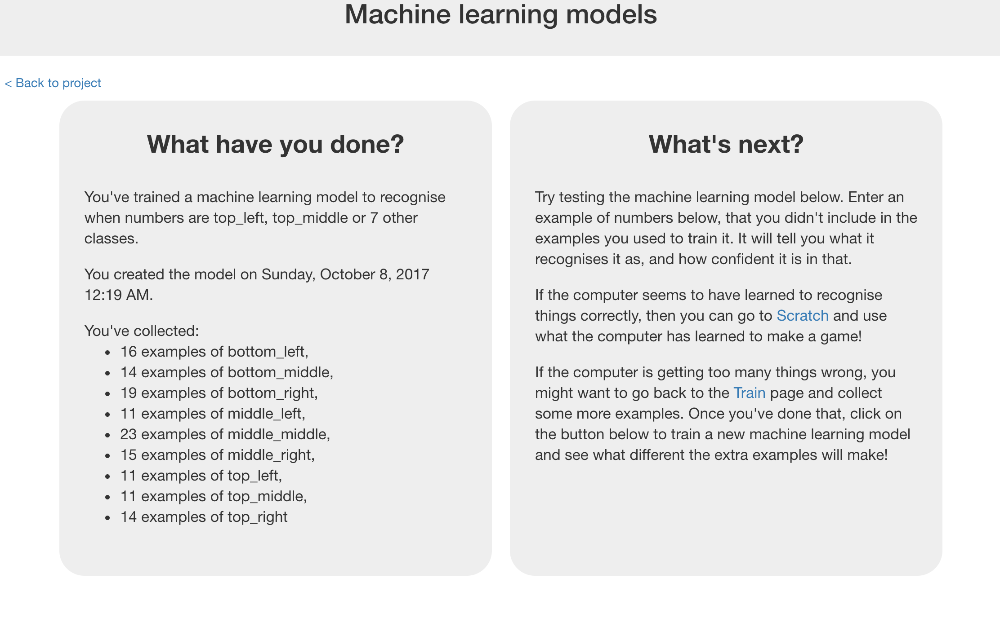 Machine learning models
< Back to project
What have you done?
You've trained a machine learning model to recognise
when numbers are top_left, top_middle or 7 other
classes.
You created the model on Sunday, October 8, 2017
12:19 AM.
You've collected:
• 16 examples of bottom_left,
• 14 examples of bottom_middle,
• 19 examples of bottom_right,
• 11 examples of middle_left,
• 23 examples of middle_middle,
• 15 examples of middle_right,
• 11 examples of top_left,
• 11 examples of top_middle,
• 14 examples of top_right
What's next?
Try testing the machine learning model below. Enter an
example of numbers below, that you didn't include in the
examples you used to train it. It will tell you what it
recognises it as, and how confident it is in that.
If the computer seems to have learned to recognise
things correctly, then you can go to Scratch and use
what the computer has learned to make a game!
If the computer is getting too many things wrong, you
might want to go back to the Train page and collect
some more examples. Once you've done that, click on
the button below to train a new machine learning model
and see what different the extra examples will make!